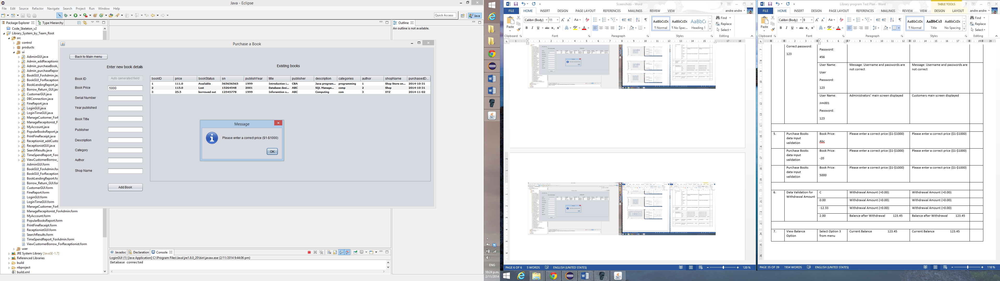 Java - Eclipse
File Edit Source Refactor Navigate Search Project Run Window Help
Quick Access
Java
Package Explorer
Type Hierarchy
Code_Skeleton_v2
Library_System_by_Team_Root
src
control
products
ui
AdiminGUI.java
Admin_addReceptionis
Admin_purchaseBook.
Admin_purchaseRepor
BookGUI_ForAdmin.jav
BookGUI_ForReception
BookLendingReport.jav
Borrow_Return_GUI.jav
CustomerGUI.java
DBConnection.java
FineReport.java
LoginGUI.java
LoginTimeGUI.java
ManageCustomer_ForF
ManageRecepitonist_F
MyAccount.java
PopularBooksReport.ja
PrintFineReceipt.java
Receptionist_addCusto
ReceptionistGUI.java
SearchResults.java
TimeSpendReport_ForA
ViewCustomerBorrow_
AdiminGUI.form
BookGUI_ForAdmin.for
BookGUI_ForReception
BookLendingReport.fo
Borrow_Return_GUI.for
CustomerGUI.form
FineReport.form
LoginGUI.form
LoginTimeGUI.form
ManageCustomer_ForF
ManageRecepitonist_ForAdmin.form
MyAccount.form
PopularBooksReport.form
PrintFineReceipt.form
ReceptionistGUI.form
SearchResults.form
TimeSpendReport_ForAdmin.form
ViewCustomerBorrow_ForReceptionist.form
user
JRE System Library [JavaSE-1.7]
Referenced Libraries
build
nbproject
build.xml
Outline
An outline is not available.
Purchase a Book
Back to Main menu
Enter new book details
Existing books
Book ID
Auto generated field
Book Price
5000
Serial Number
Year published
Book Title
Publisher
Description
Category
Author
Shop Name
Add Book
bookID price bookStatus sn publishYear title publisher description categories author shopName purchasedD...
1 111.0 Available 565656565 1999 Introduction i... CBA Java program... programming 1 Shop Store on... 2014-10-31
2 115.0 Lost 15264548 2001 Database desi... ABC SQL Manage... comp 2 Shop 2014-10-31
3 25.5 borrowed out 12545778 1999 Inforamtion s... ABC Computing com 3 XYZ 2014-11-02
Message
Please enter a correct price ($1-$1000)
OK
Javadoc
Declaration
Console
LoginGUI (1) [Java Application] C:\Program Files\Java\jre1.8.0_20\bin\javaw.exe (2/11/2014 9:44:06 pm)
Database connected
ENG
10:24 p.m.
2/11/2014
Sceenshots - Word
FILE HOME INSERT DESIGN PAGE LAYOUT REFERENCES MAILINGS REVIEW VIEW
andre andre
Paste
Calibri (Body) 11
AaBbCcDc AaBbCcDc AaBbCc
¶ Normal ¶ No Spac... Heading 1
Find
Replace
Select
Clipboard Font Paragraph Styles Editing
PAGE 6 OF 6 5 WORDS ENGLISH (UNITED STATES)
120 %
Library program Test Plan - Word
TABLE TOOLS
FILE HOME INSERT DESIGN PAGE LAYOUT REFERENCES MAILINGS REVIEW VIEW DESIGN LAYOUT
andre andre
Paste
Calibri (Body) 9
AaBbCcDc AaBbCcl AaBbCcDc
¶ Normal Title No Spacing
Find
Replace
Select
Clipboard Font Paragraph Styles Editing
Correct password:
123
Password:
456
User Name:
User
Password:
123
Message: Username and passwords are
not correct
Message: Username and passwords are
not correct
User Name:
Jim001
Password:
123
Administrators' main screen displayed
Customers main screen displayed
5.
Purchase Books
data input
validation
Book Price:
Abc
Please enter a correct price ($1-$1000)
Please enter a correct price ($1-$1000)
Purchase Books
data input
validation
Book Price:
-20
Please enter a correct price ($1-$1000)
Please enter a correct price ($1-$1000)
Purchase Books
data input
validation
Book Price:
5000
Please enter a correct price ($1-$1000)
Please enter a correct price ($1-$1000)
6.
Data Validation for
Withdrawal Amount
C Withdrawal Amount (>0.00): Withdrawal Amount (>0.00):
0.00 Withdrawal Amount (>0.00): Withdrawal Amount (>0.00):
-12.33 Withdrawal Amount (>0.00): Withdrawal Amount (>0.00):
2.00 Balance after Withdrawal 123.45 Balance after Withdrawal 123.45
7.
View Balance
Option
Select Option 3
from menu
Current Balance 123.45
Current Balance 123.45
PAGE 35 OF 39 1934 WORDS ENGLISH (UNITED STATES)
110 %